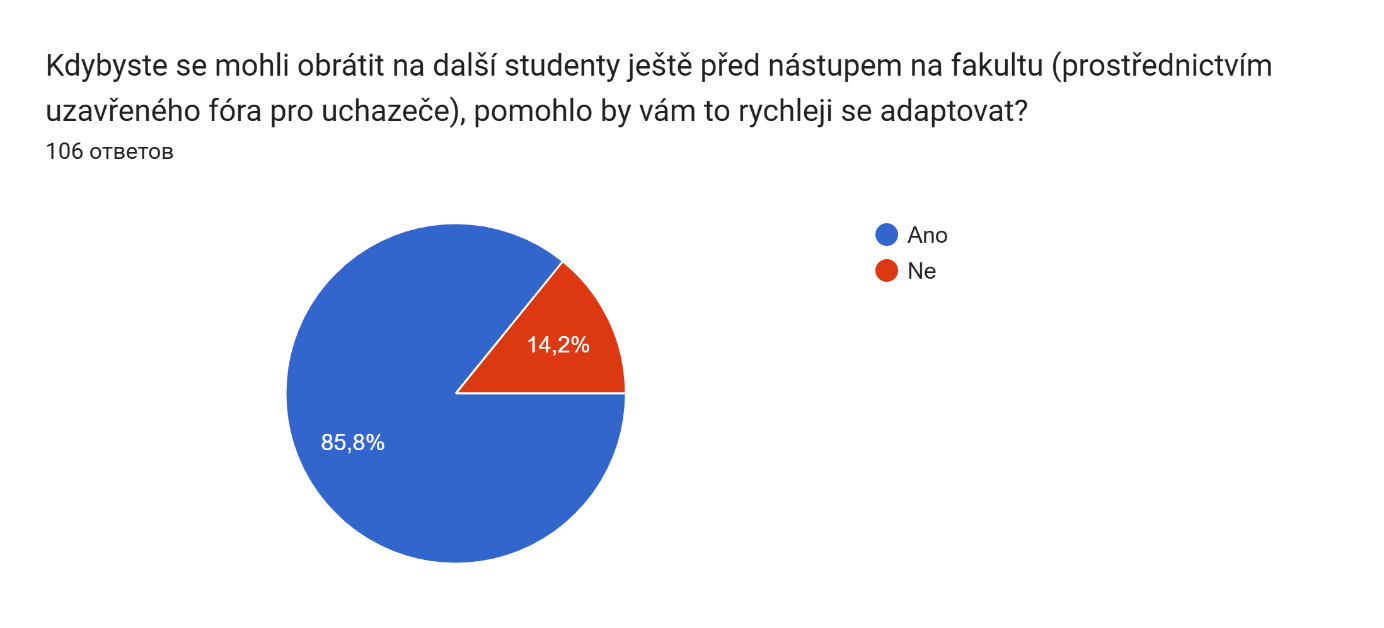 Kdybyste se mohli obrátit na další studenty ještě před nástupem na fakultu (prostřednictvím
uzavřeného fóra pro uchazeče), pomohlo by vám to rychleji se adaptovat?
106 ответов
Ano
Ne
14,2%
85,8%